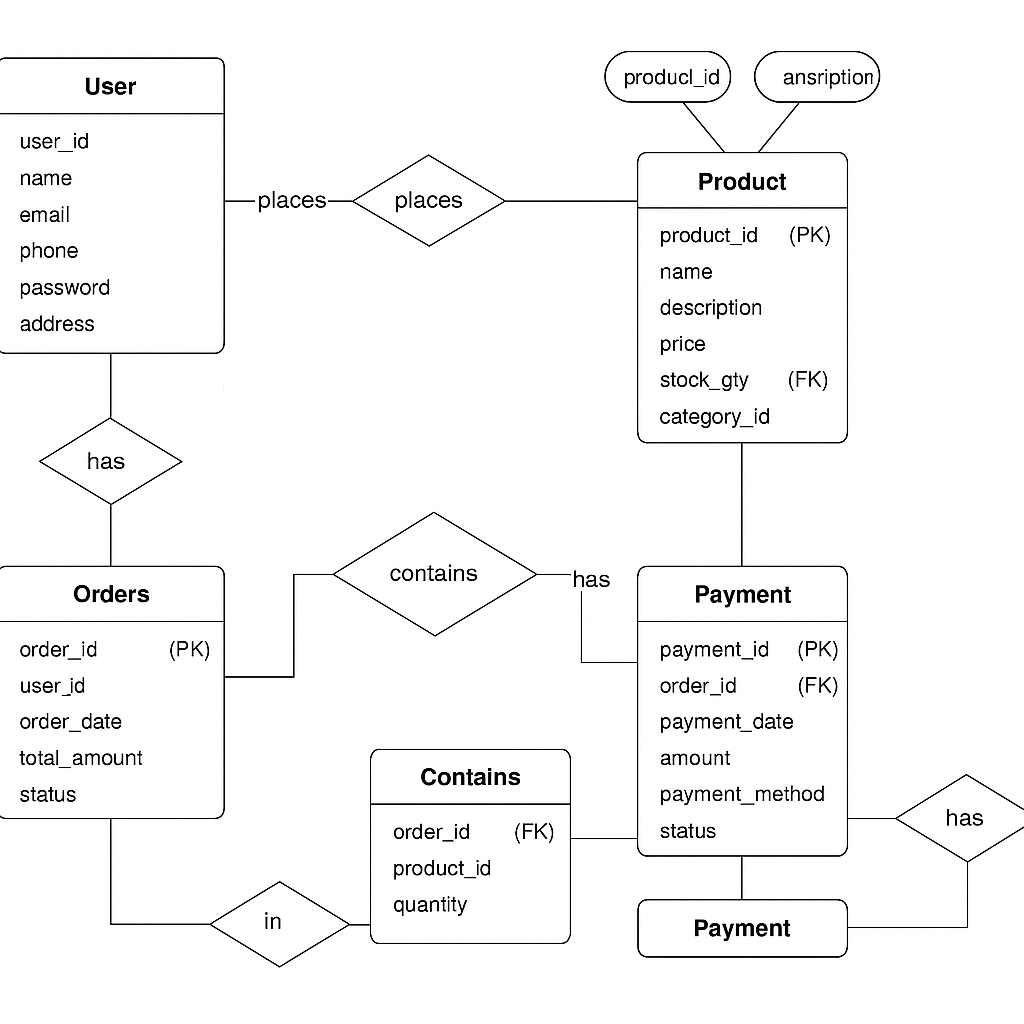 User
user_id
name
email
phone
password
address
places
places
producl_id
ansription
Product
product_id (PK)
name
description
price
stock_gty (FK)
category_id
has
Orders
order_id (PK)
user_id
order_date
total_amount
status
contains
has
Payment
payment_id (PK)
order_id (FK)
payment_date
amount
payment_method
status
Contains
order_id (FK)
product_id
quantity
in
has
Payment